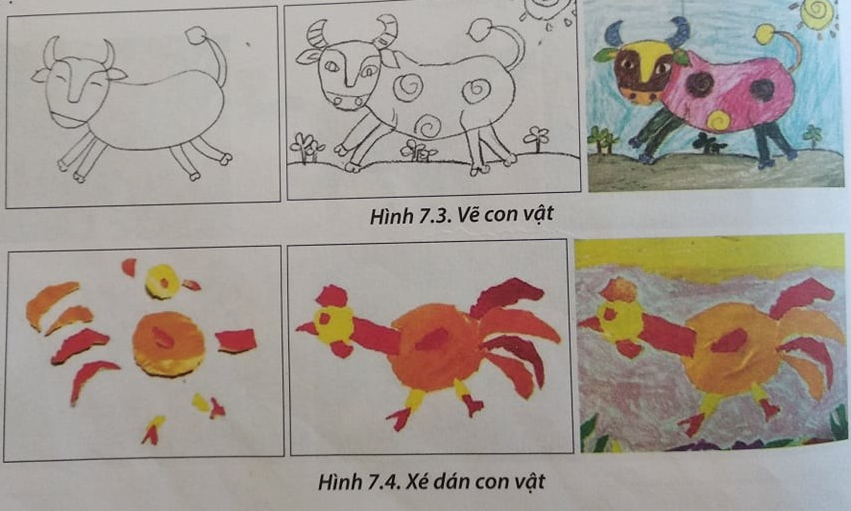 Hình 7.3. Vẽ con vật
Hình 7.4. Xé dán con vật